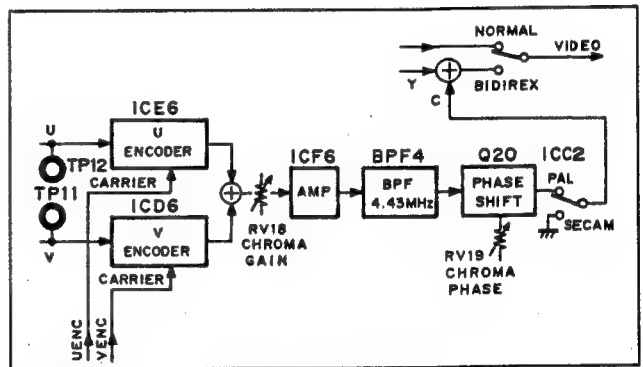 NORMAL
VIDEO
Y
C
BIDIREX
ICE6
U
U
ENCODER
TP12
TP11
CARRIER
ICD6
V
V
ENCODER
CARRIER
UENC
VENC
RV18
CHROMA
GAIN
ICF6
AMP
BPF4
BPF
4.43MHz
Q20
PHASE
SHIFT
RV19
CHROMA
PHASE
ICC2
PAL
SECAM